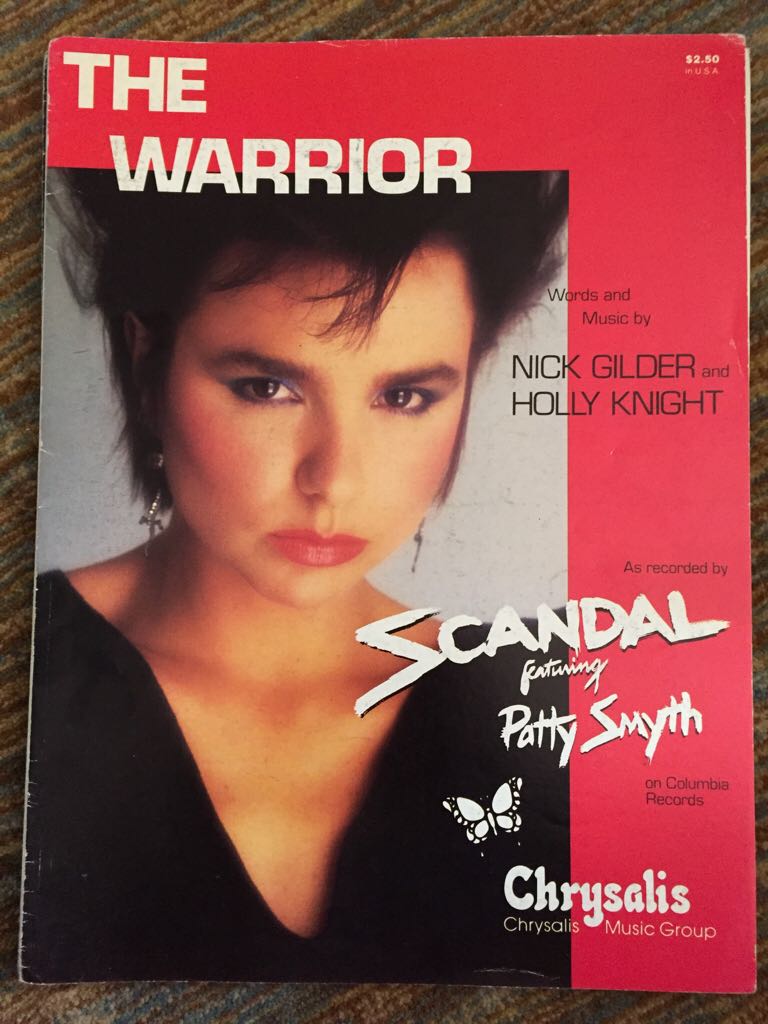 THE
WARRIOR
$2.50
in U S A
Words and
Music by
NICK GILDER and
HOLLY KNIGHT
As recorded by
SCANDAL
featuring
Patty Smyth
on Columbia
Records
Chrysalis
Chrysalis Music Group